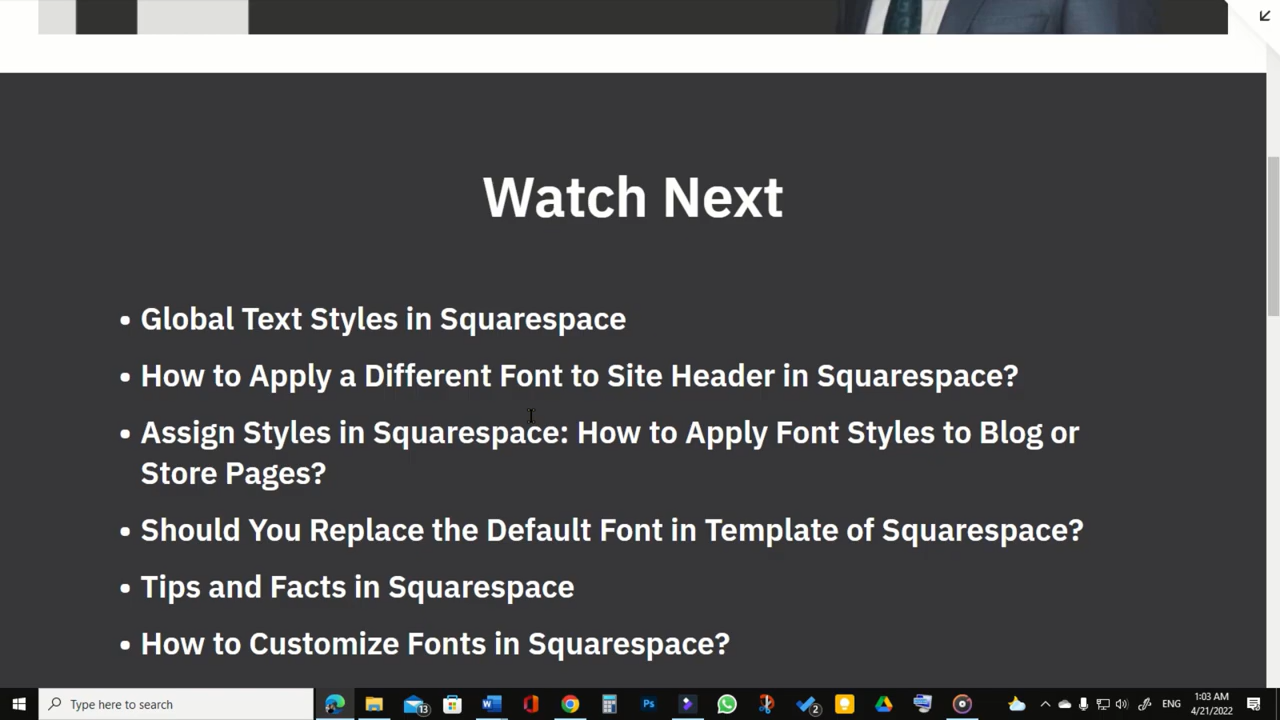 Watch Next
• Global Text Styles in Squarespace
• How to Apply a Different Font to Site Header in Squarespace?
• Assign Styles in Squarespace: How to Apply Font Styles to Blog or
Store Pages?
• Should You Replace the Default Font in Template of Squarespace?
• Tips and Facts in Squarespace
• How to Customize Fonts in Squarespace?
Type here to search
13
Ps
2
ENG
1:03 AM
4/21/2022